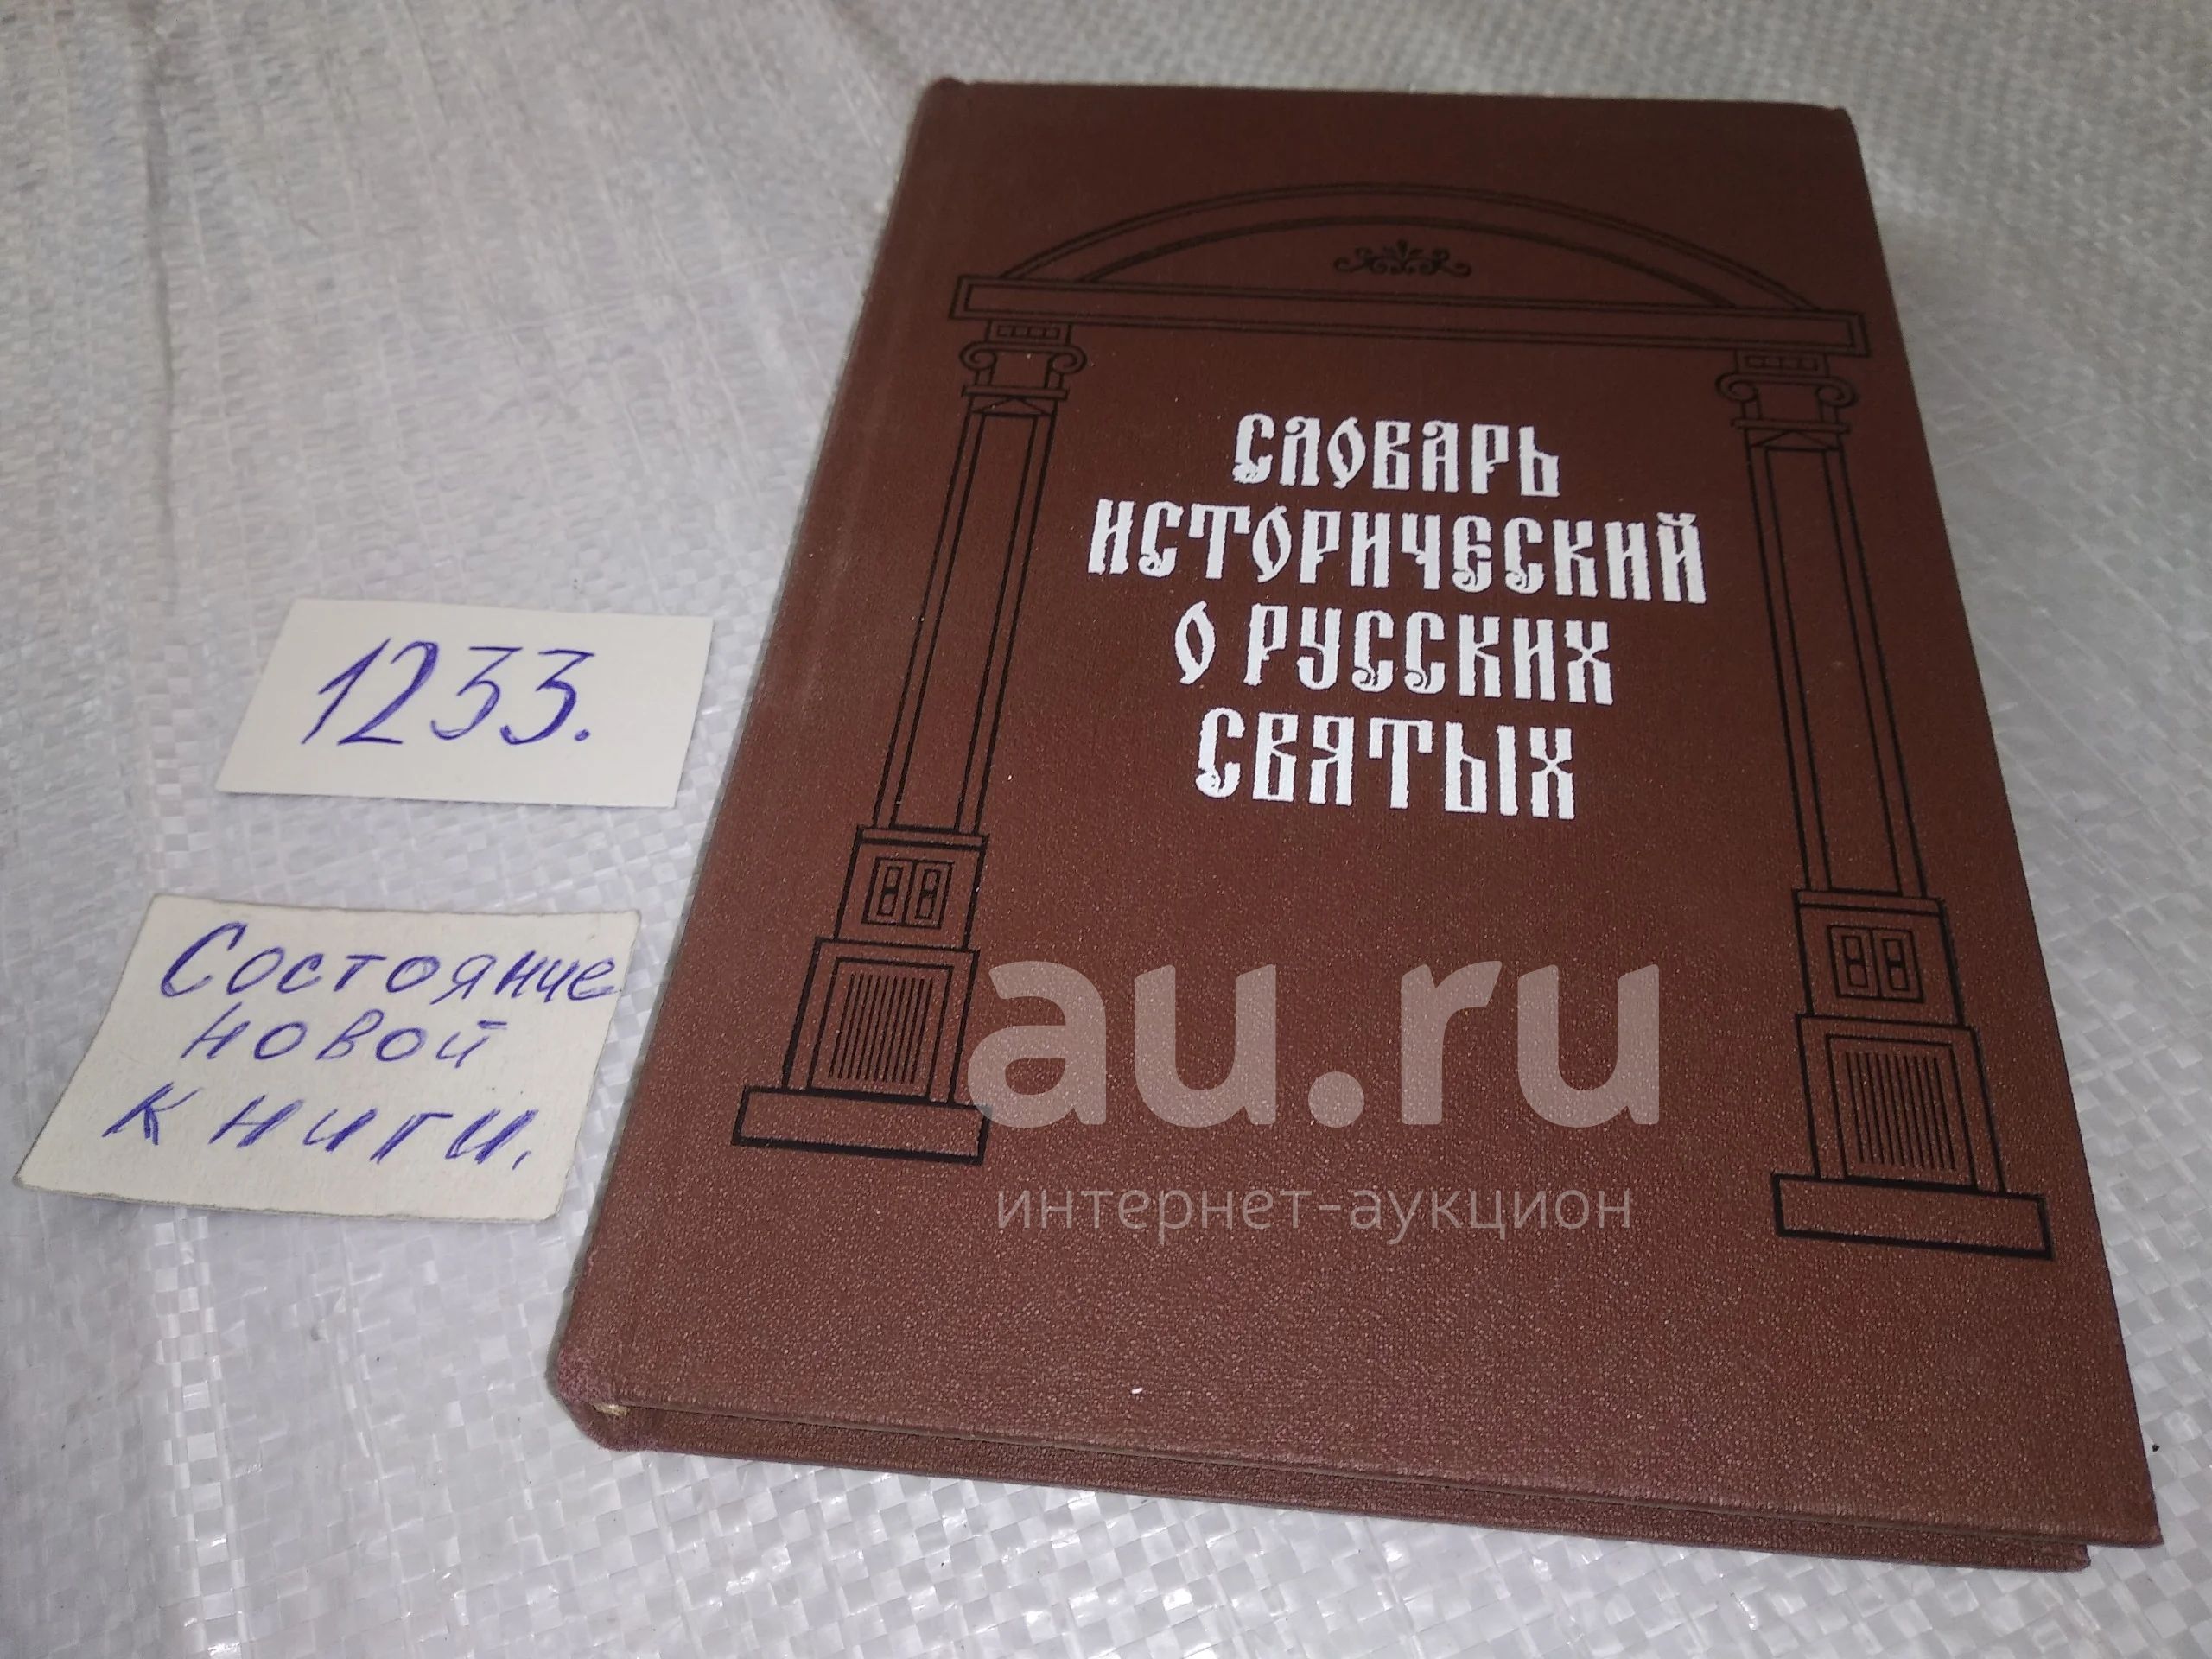 СЛОВАРЬ
ИСТОРИЧЕСКИЙ
О РУССКИХ
СВЯТЫХ
1233.
Состояние
новой
книги.
au.ru
интернет-аукцион